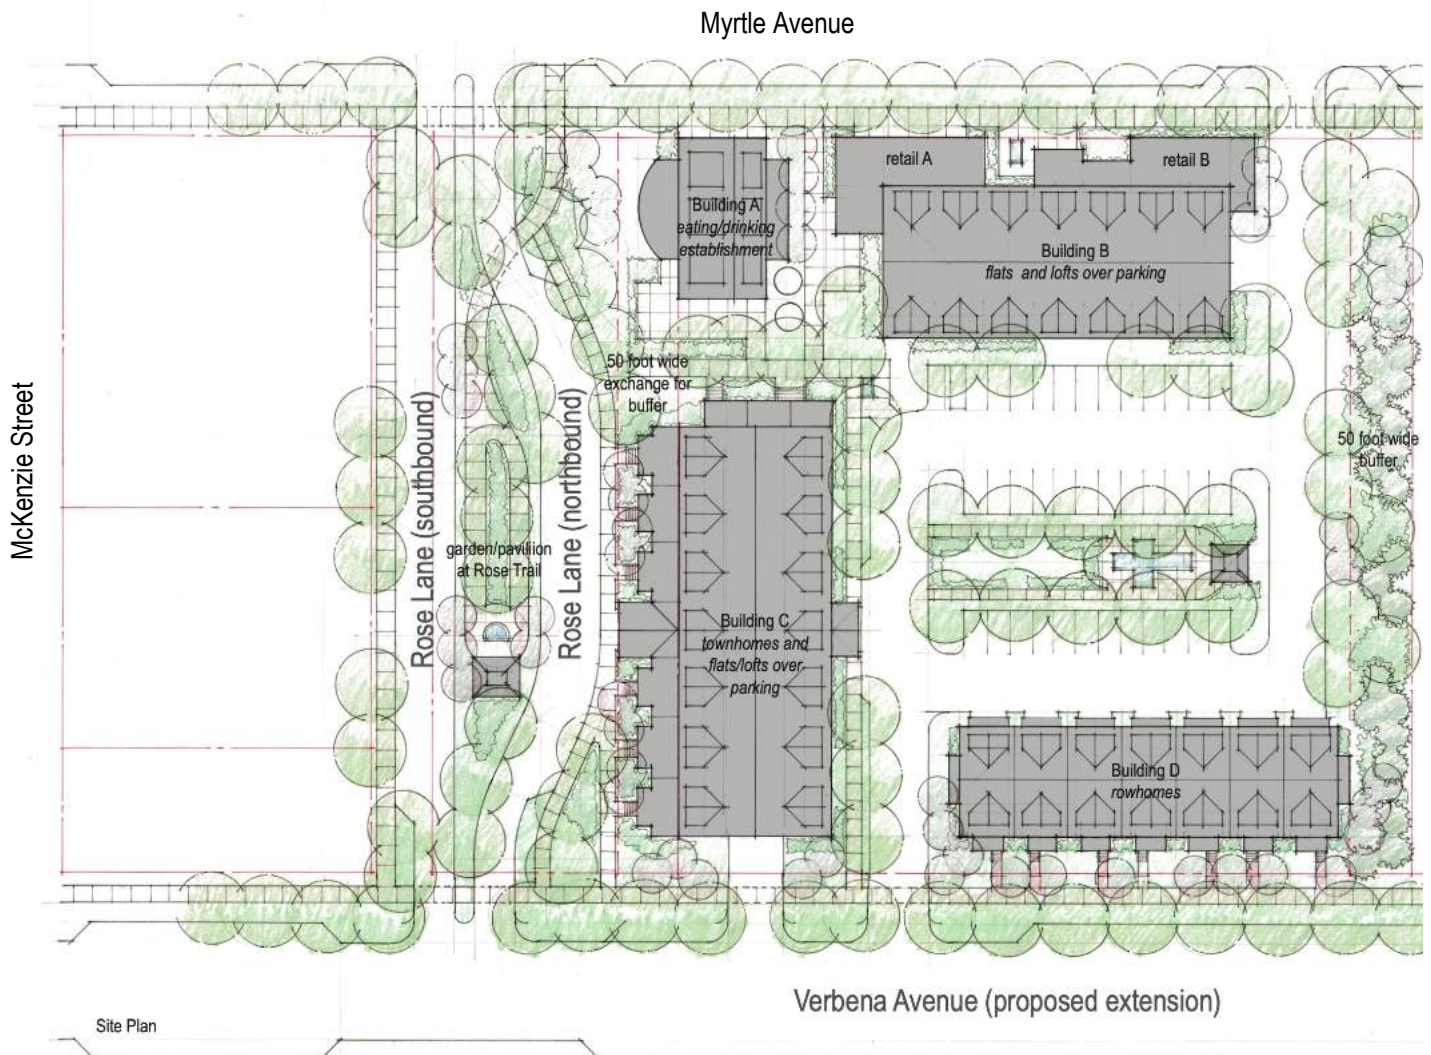 Myrtle Avenue
retail A
retail B
Building A
eating/drinking
establishment
Building B
flats and lofts over parking
50 foot wide
exchange for
buffer
McKenzie Street
Rose Lane (southbound)
Rose Lane (northbound)
50 foot wide
buffer
garden/pavillion
at Rose Trail
Building C
townhomes and
flats/lofts over
parking
Building D
rowhomes
Verbena Avenue (proposed extension)
Site Plan